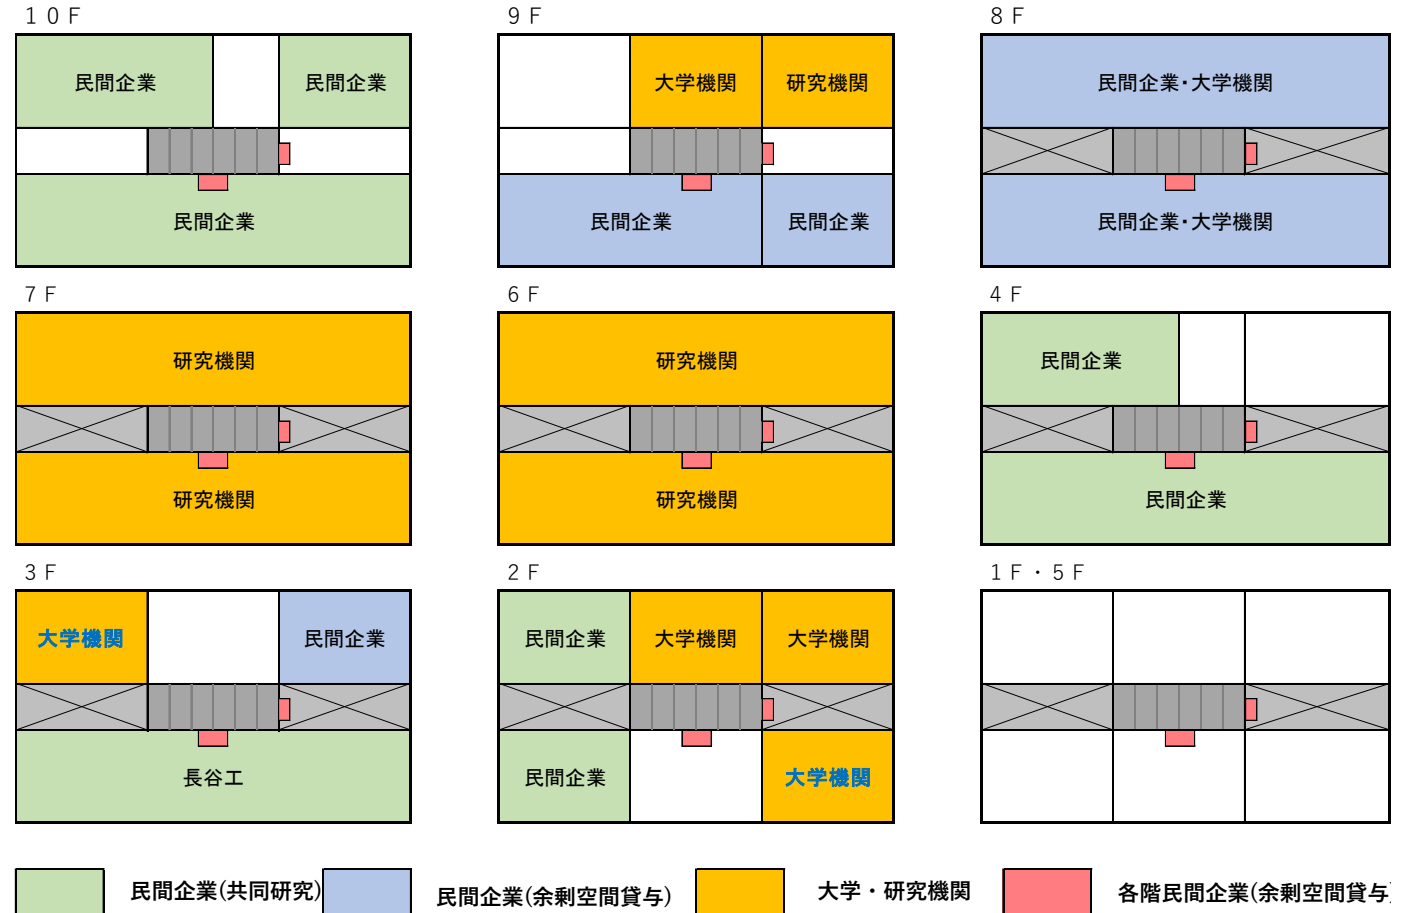 １０Ｆ
９Ｆ
８Ｆ
民間企業
民間企業
大学機関
研究機関
民間企業・大学機関
民間企業
民間企業
民間企業
民間企業・大学機関
７Ｆ
６Ｆ
４Ｆ
研究機関
研究機関
民間企業
研究機関
研究機関
民間企業
３Ｆ
２Ｆ
１Ｆ・５Ｆ
大学機関
民間企業
民間企業
大学機関
大学機関
長谷工
民間企業
大学機関
民間企業(共同研究)
民間企業(余剰空間貸与)
大学・研究機関
各階民間企業(余剰空間貸与)